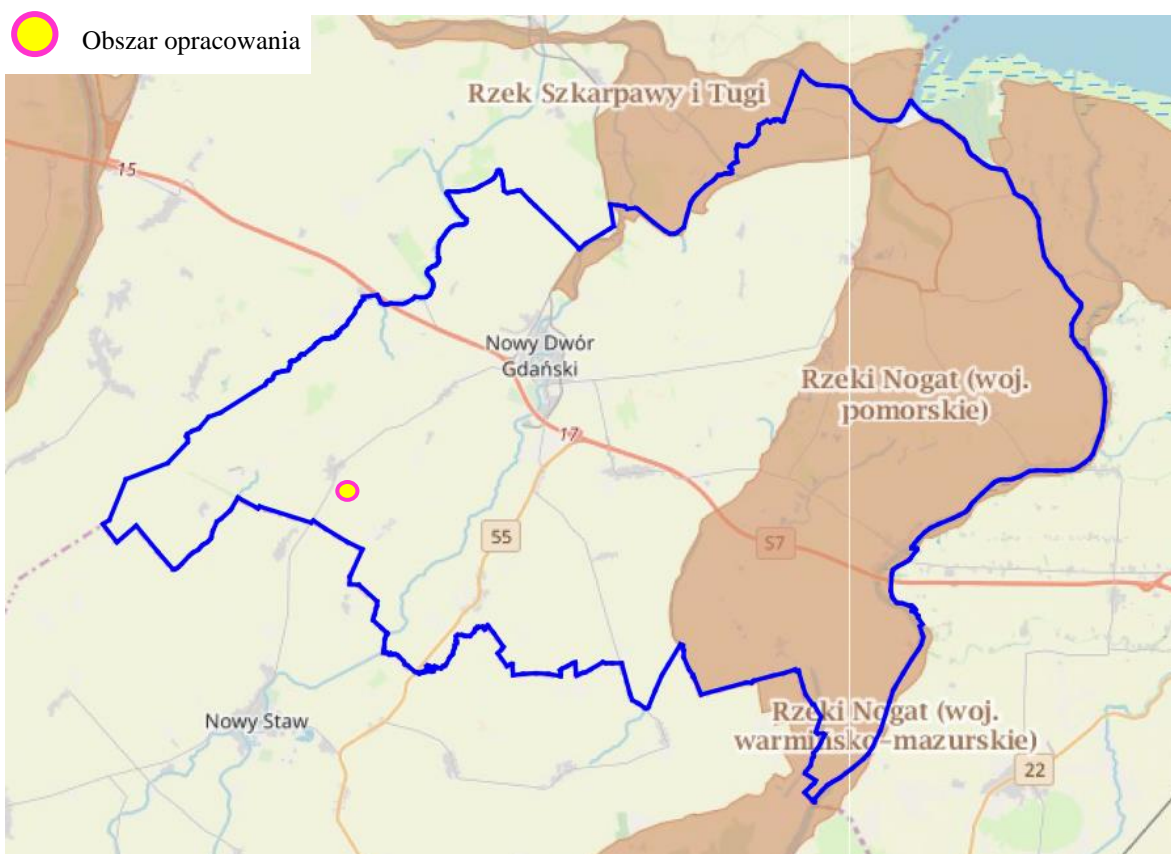 Obszar opracowania
Rzek Szkarpawy i Tugi
15
Nowy Dwór
Gdański
Rzeki Nogat (woj.
pomorskie)
17
55
S7
Nowy Staw
Rzeki Nogat (woj.
warmińsko-mazurskie)
22